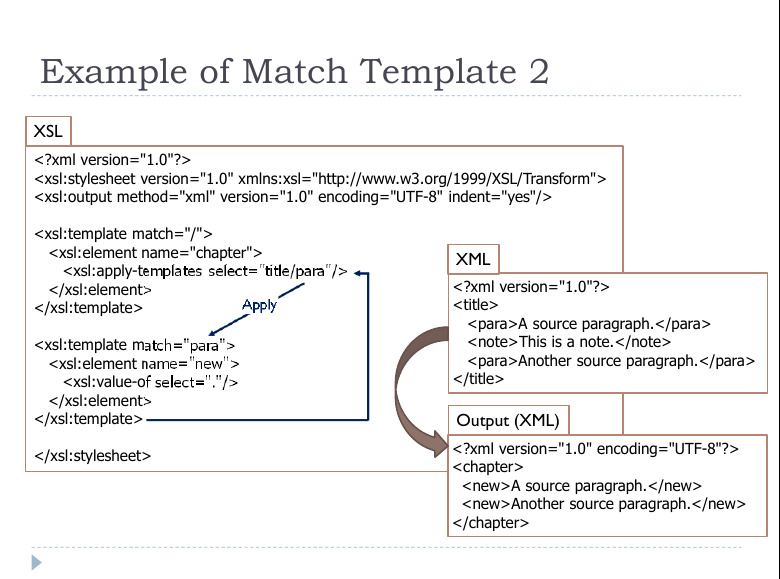 Example of Match Template 2
XSL
<?xml version="1.0"?>
<xsl:stylesheet version="1.0" xmlns:xsl="http://www.w3.org/1999/XSL/Transform">
<xsl:output method="xml" version="1.0" encoding="UTF-8" indent="yes"/>
<xsl:template match="/">
<xsl:element name="chapter">
<xsl:apply-templates select="title/para"/>
</xsl:element>
</xsl:template>
Apply
<xsl:template match="para">
<xsl:element name="new">
<xsl:value-of select="."/>
</xsl:element>
</xsl:template>
</xsl:stylesheet>
XML
<?xml version="1.0"?>
<title>
<para>A source paragraph.</para>
<note>This is a note.</note>
<para>Another source paragraph.</para>
</title>
Output (XML)
<?xml version="1.0" encoding="UTF-8"?>
<chapter>
<new>A source paragraph.</new>
<new>Another source paragraph.</new>
</chapter>